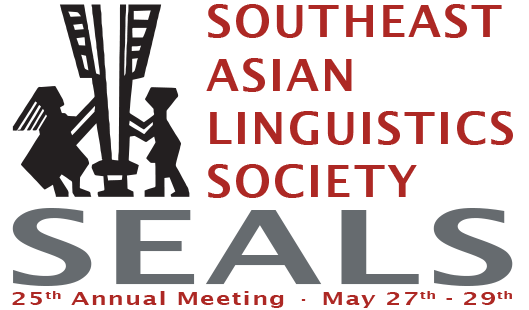 SOUTHEAST
ASIAN
LINGUISTICS
SOCIETY
SEALS
25th Annual Meeting · May 27th - 29th